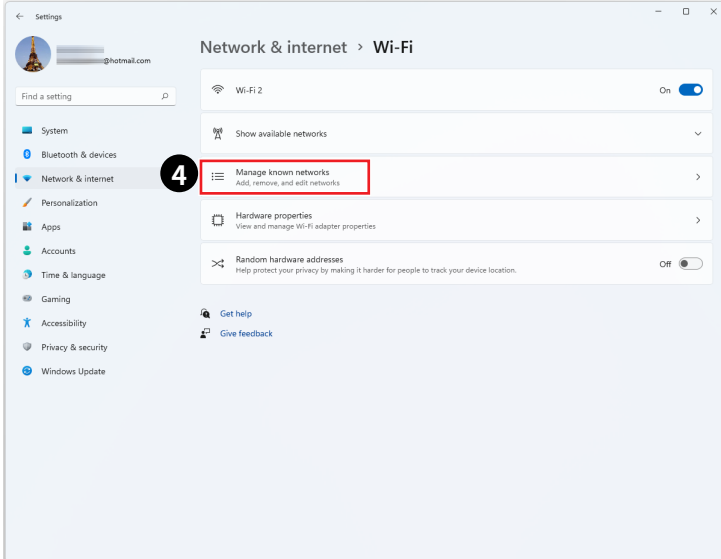 Settings
@hotmail.com
Find a setting
System
Bluetooth & devices
Network & internet
Personalization
Apps
Accounts
Time & language
Gaming
Accessibility
Privacy & security
Windows Update
Network & internet > Wi-Fi
Wi-Fi 2
On
Show available networks
4
Manage known networks
Add, remove, and edit networks
Hardware properties
View and manage Wi-Fi adapter properties
Random hardware addresses
Help protect your privacy by making it harder for people to track your device location.
Off
Get help
Give feedback